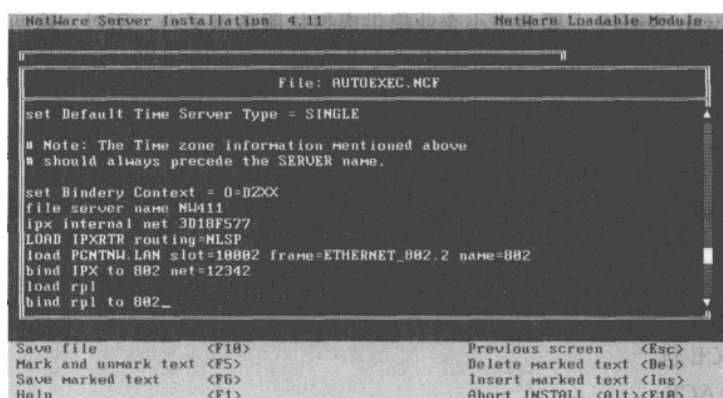 NetWare Server Installation 4.11 NetWare Loadable Module
File: AUTOEXEC.NCF
set Default Time Server Type = SINGLE
# Note: The Time zone information mentioned above
# should always precede the SERVER name.
set Bindery Context = O=DZXX
file server name NW411
ipx internal net 3D18F577
LOAD IPXRTR routing=NLSP
load PCNTNW.LAN slot=10002 frame=ETHERNET_802.2 name=802
bind IPX to 802 net=12342
load rpl
bind rpl to 802_
Save file <F10> Previous screen <Esc>
Mark and unmark text <F5> Delete marked text <Del>
Save marked text <F6> Insert marked text <Ins>
Help <F1> Abort INSTALL <Alt><F10>